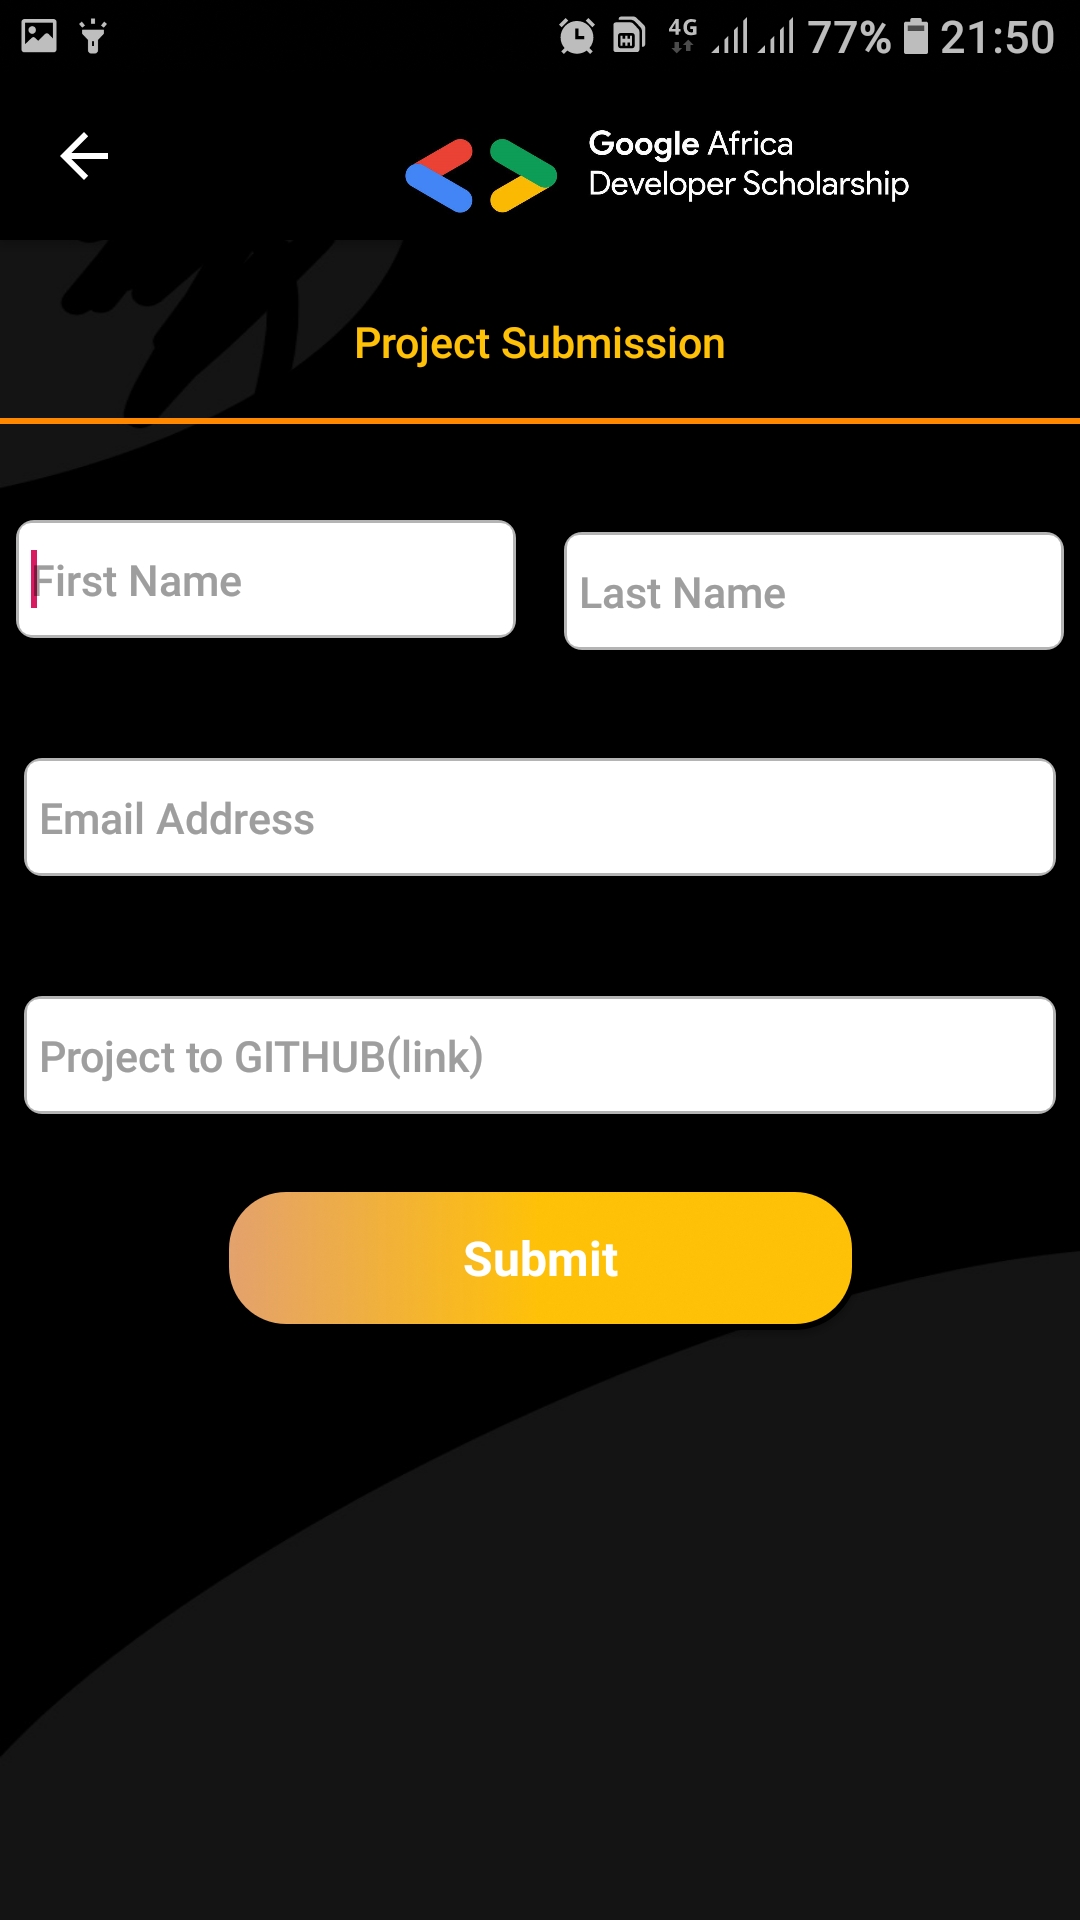 4G 77% 21:50
Google Africa
Developer Scholarship
Project Submission
First Name
Last Name
Email Address
Project to GITHUB(link)
Submit